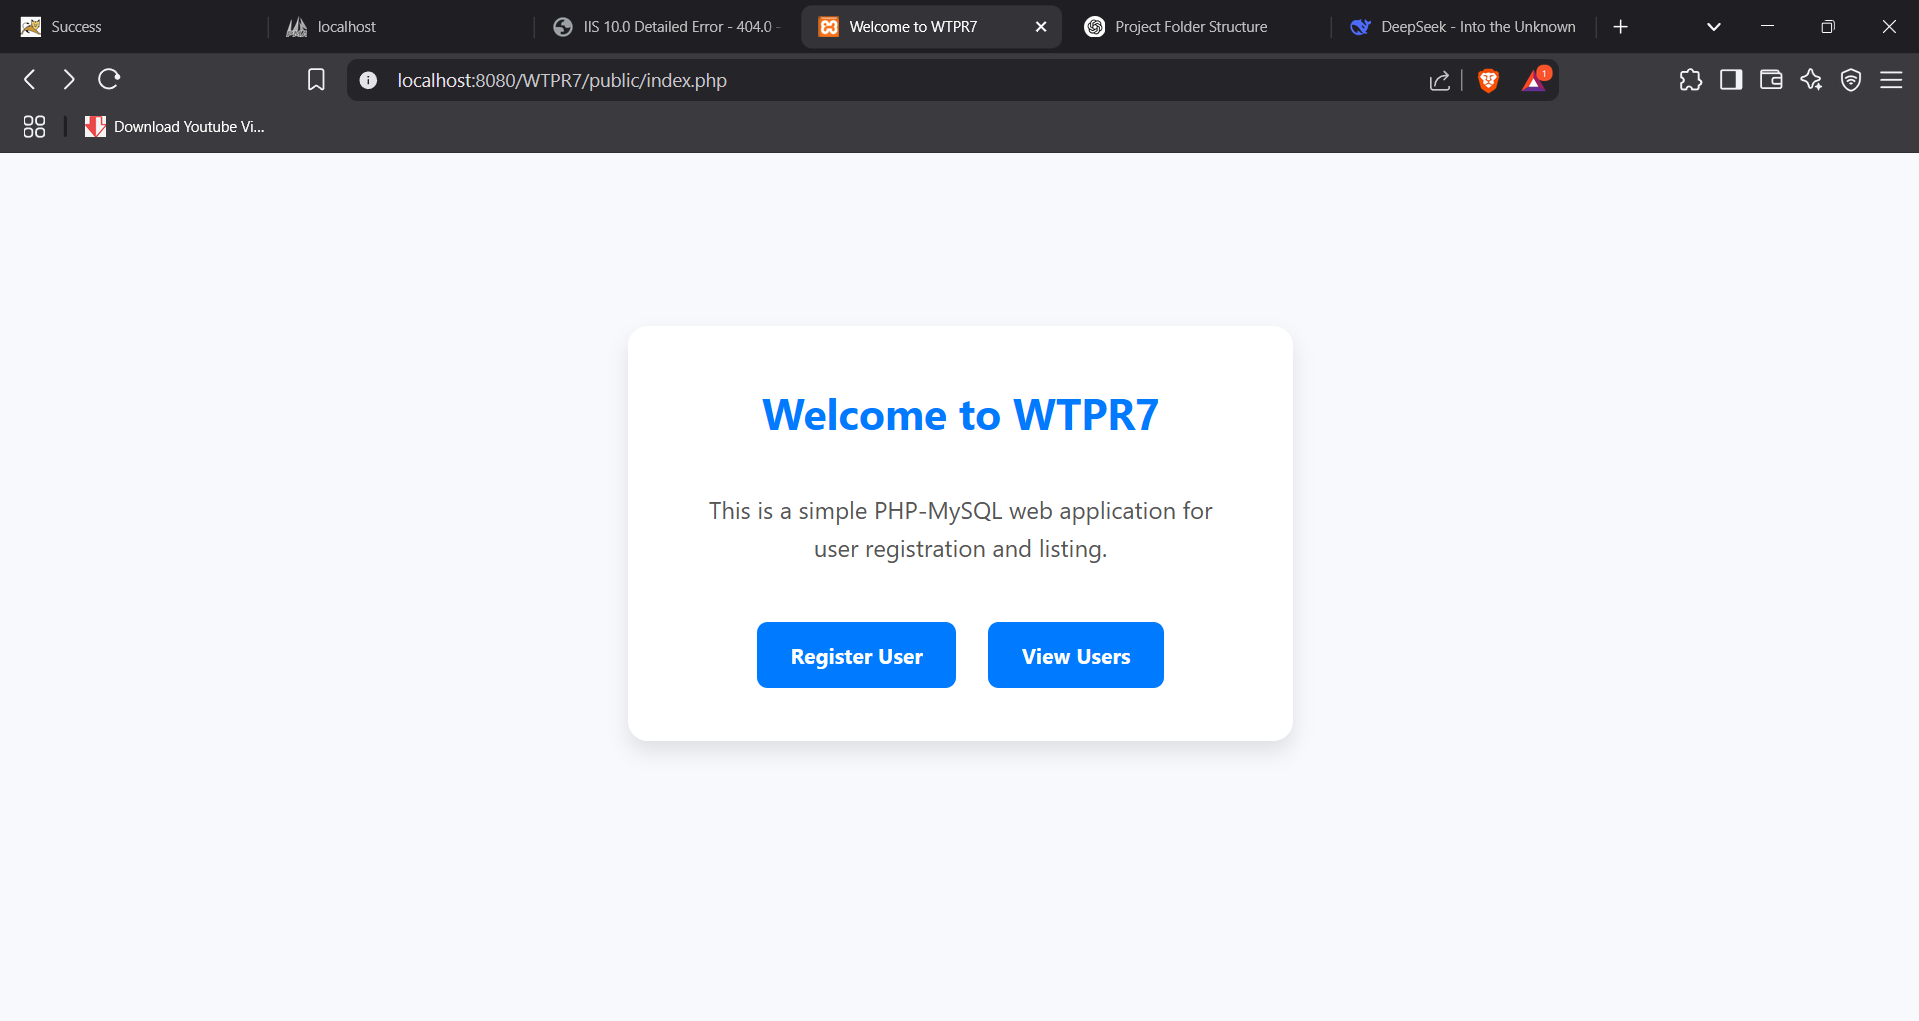 Success
localhost
IIS 10.0 Detailed Error - 404.0 -
Welcome to WTPR7
Project Folder Structure
DeepSeek - Into the Unknown
localhost:8080/WTPR7/public/index.php
1
Download Youtube Vi...
Welcome to WTPR7
This is a simple PHP-MySQL web application for
user registration and listing.
Register User
View Users